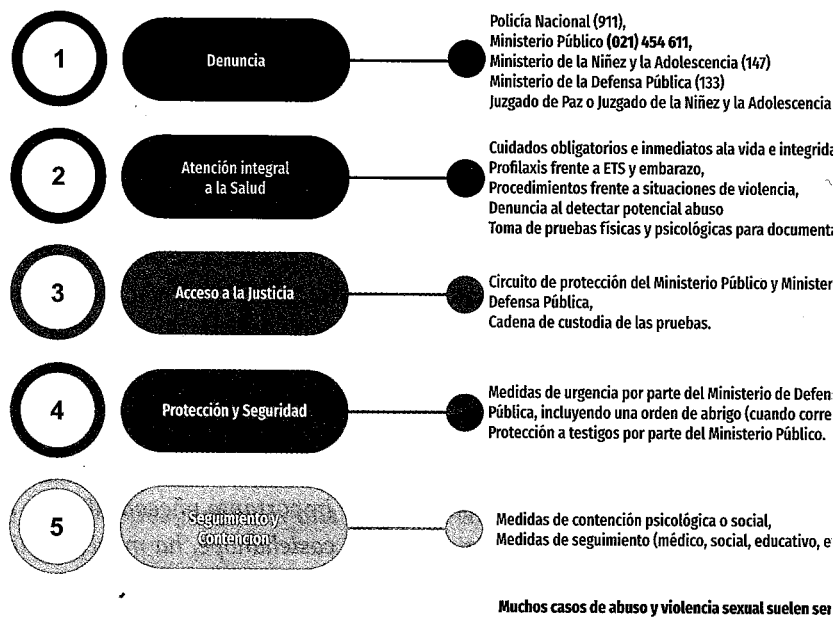 1
Denuncia
Policía Nacional (911),
Ministerio Público (021) 454 611,
Ministerio de la Niñez y la Adolescencia (147)
Ministerio de la Defensa Pública (133)
Juzgado de Paz o Juzgado de la Niñez y la Adolescencia
2
Atención integral
a la Salud
Cuidados obligatorios e inmediatos ala vida e integrida
Profilaxis frente a ETS y embarazo,
Procedimientos frente a situaciones de violencia,
Denuncia al detectar potencial abuso
Toma de pruebas físicas y psicológicas para documenta
3
Acceso a la Justicia
Circuito de protección del Ministerio Público y Minister
Defensa Pública,
Cadena de custodia de las pruebas.
4
Protección y Seguridad
Medidas de urgencia por parte del Ministerio de Defens
Pública, incluyendo una orden de abrigo (cuando corre
Protección a testigos por parte del Ministerio Público.
5
Seguimiento y
Contención
Medidas de contención psicológica o social,
Medidas de seguimiento (médico, social, educativo, e
Muchos casos de abuso y violencia sexual suelen ser